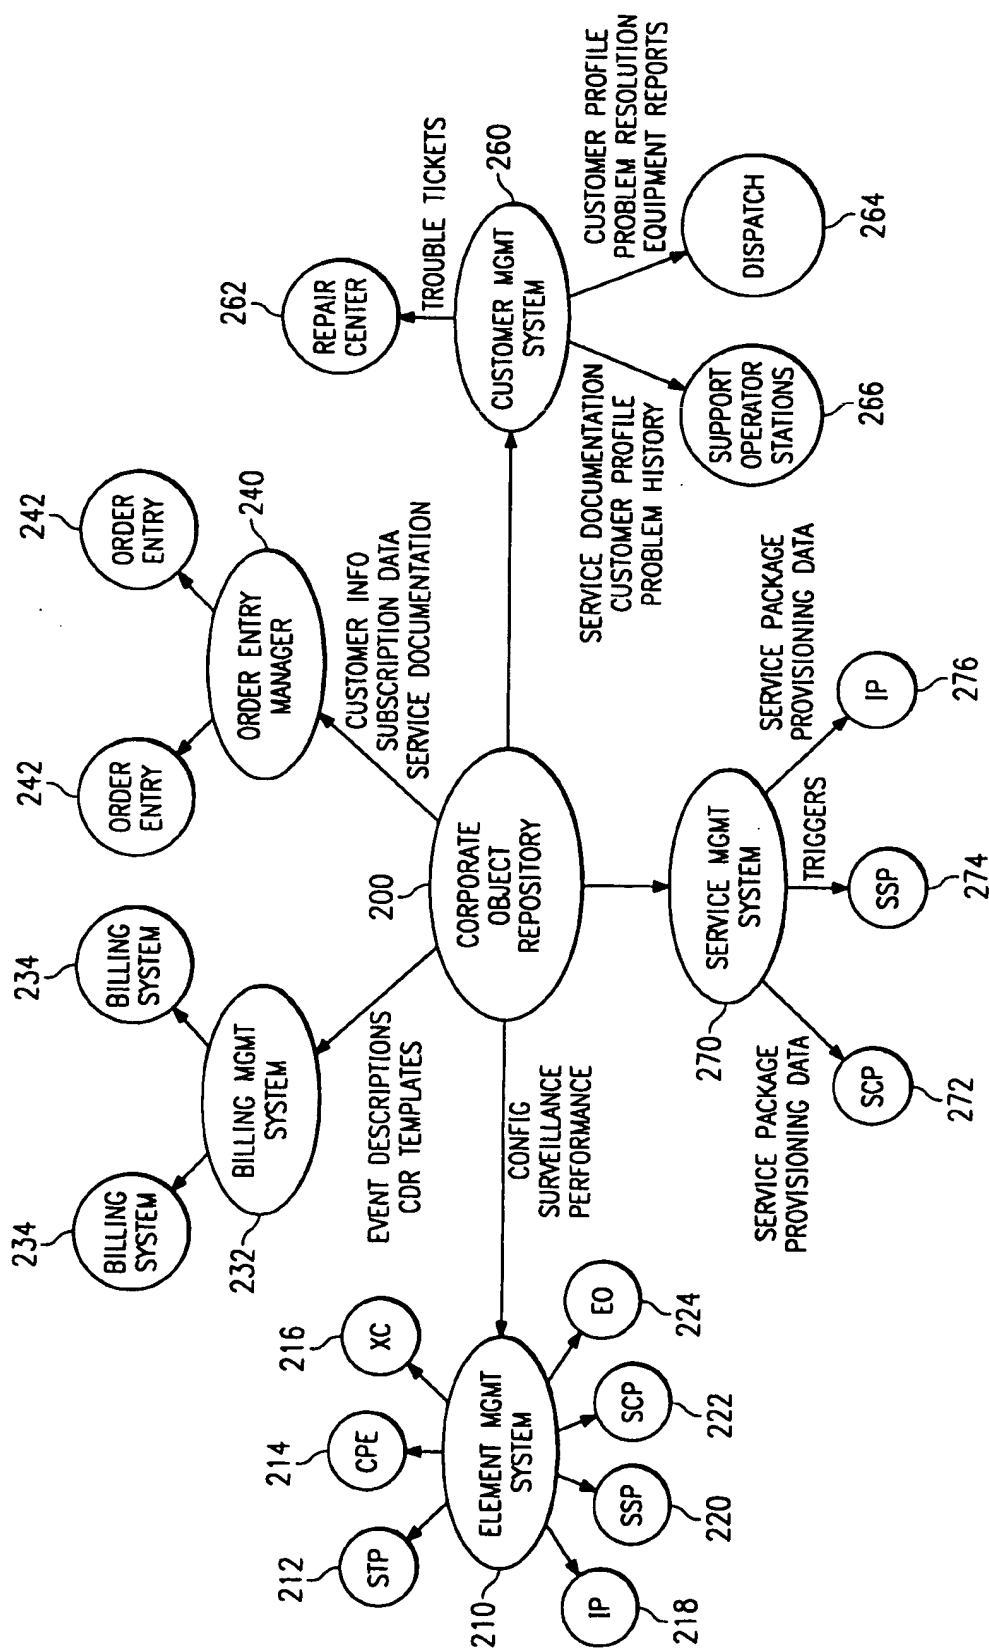 234
BILLING
SYSTEM
234
BILLING
SYSTEM
242
ORDER
ENTRY
242
ORDER
ENTRY
232
BILLING MGMT
SYSTEM
240
ORDER ENTRY
MANAGER
262
REPAIR
CENTER
TROUBLE TICKETS
EVENT DESCRIPTIONS
CDR TEMPLATES
CUSTOMER INFO
SUBSCRIPTION DATA
SERVICE DOCUMENTATION
212
STP
214
CPE
216
XC
200
CORPORATE
OBJECT
REPOSITORY
260
CUSTOMER MGMT
SYSTEM
210
ELEMENT MGMT
SYSTEM
CONFIG
SURVEILLANCE
PERFORMANCE
SERVICE DOCUMENTATION
CUSTOMER PROFILE
PROBLEM HISTORY
CUSTOMER PROFILE
PROBLEM RESOLUTION
EQUIPMENT REPORTS
IP
218
SSP
220
SCP
222
EO
224
270
SERVICE MGMT
SYSTEM
SUPPORT
OPERATOR
STATIONS
266
DISPATCH
264
SERVICE PACKAGE
PROVISIONING DATA
TRIGGERS
SERVICE PACKAGE
PROVISIONING DATA
SCP
272
SSP
274
IP
276